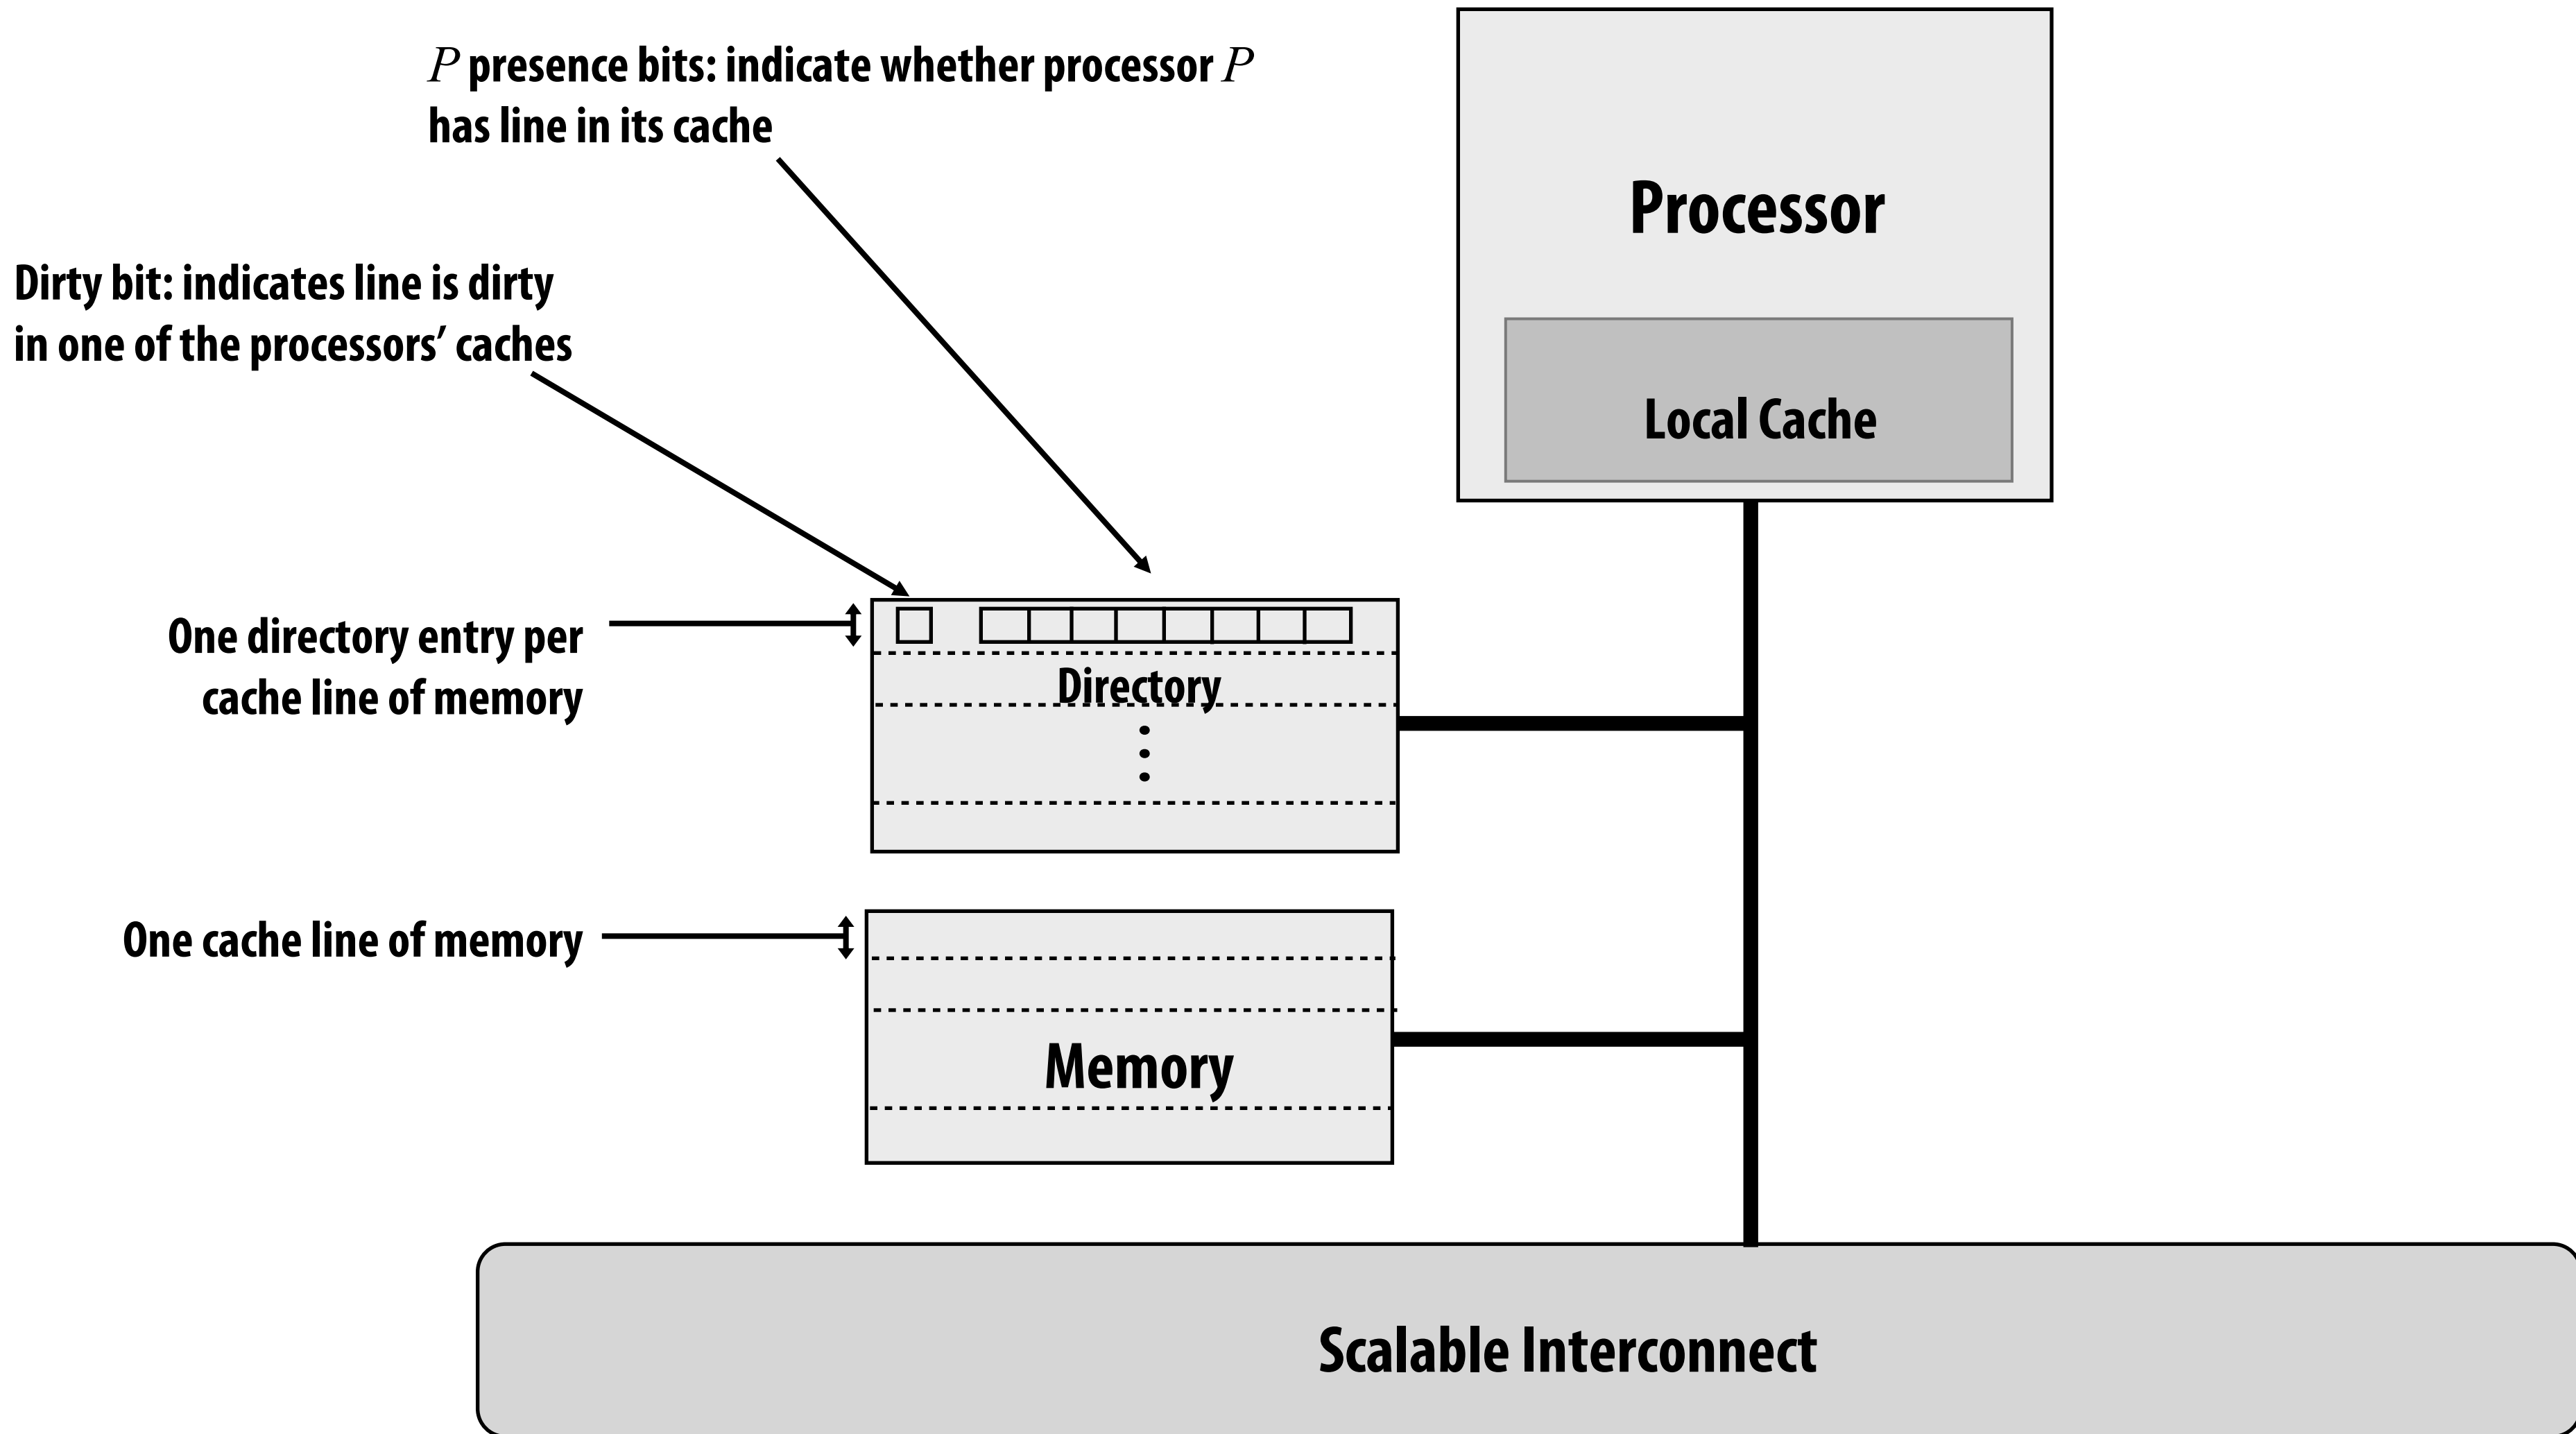 P presence bits: indicate whether processor P
has line in its cache
Processor
Dirty bit: indicates line is dirty
in one of the processors’ caches
Local Cache
One directory entry per
cache line of memory
Directory
One cache line of memory
Memory
Scalable Interconnect